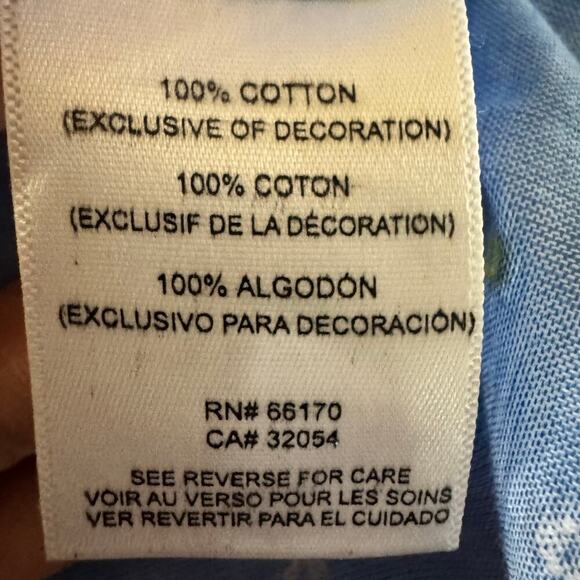 100% COTTON
(EXCLUSIVE OF DECORATION)
100% COTON
(EXCLUSIF DE LA DÉCORATION)
100% ALGODÓN
(EXCLUSIVO PARA DECORACIÓN)
RN# 66170
CA# 32054
SEE REVERSE FOR CARE
VOIR AU VERSO POUR LES SOINS
VER REVERTIR PARA EL CUIDADO